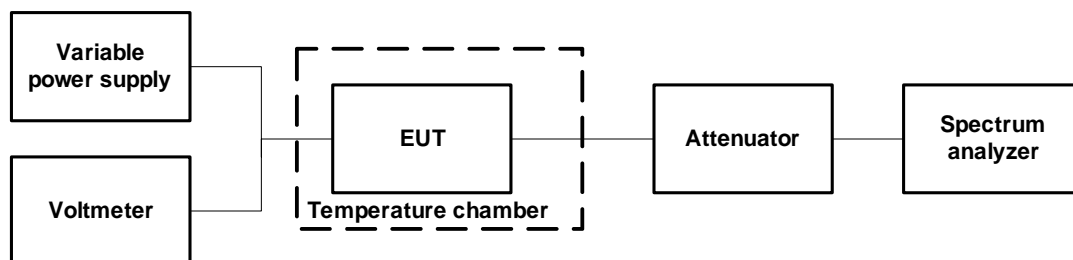 Variable
power supply
Voltmeter
EUT
Temperature chamber
Attenuator
Spectrum
analyzer